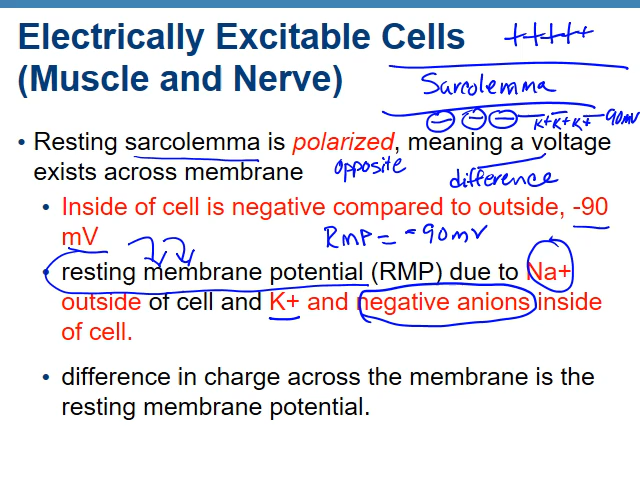 Electrically Excitable Cells
+++++
(Muscle and Nerve)
Sarcolemma
K+ K+ K+ -90mV
• Resting sarcolemma is polarized, meaning a voltage
exists across membrane
opposite
difference
• Inside of cell is negative compared to outside, -90
mV
RMP = -90mV
• resting membrane potential (RMP) due to Na+
outside of cell and K+ and negative anions inside
of cell.
• difference in charge across the membrane is the
resting membrane potential.